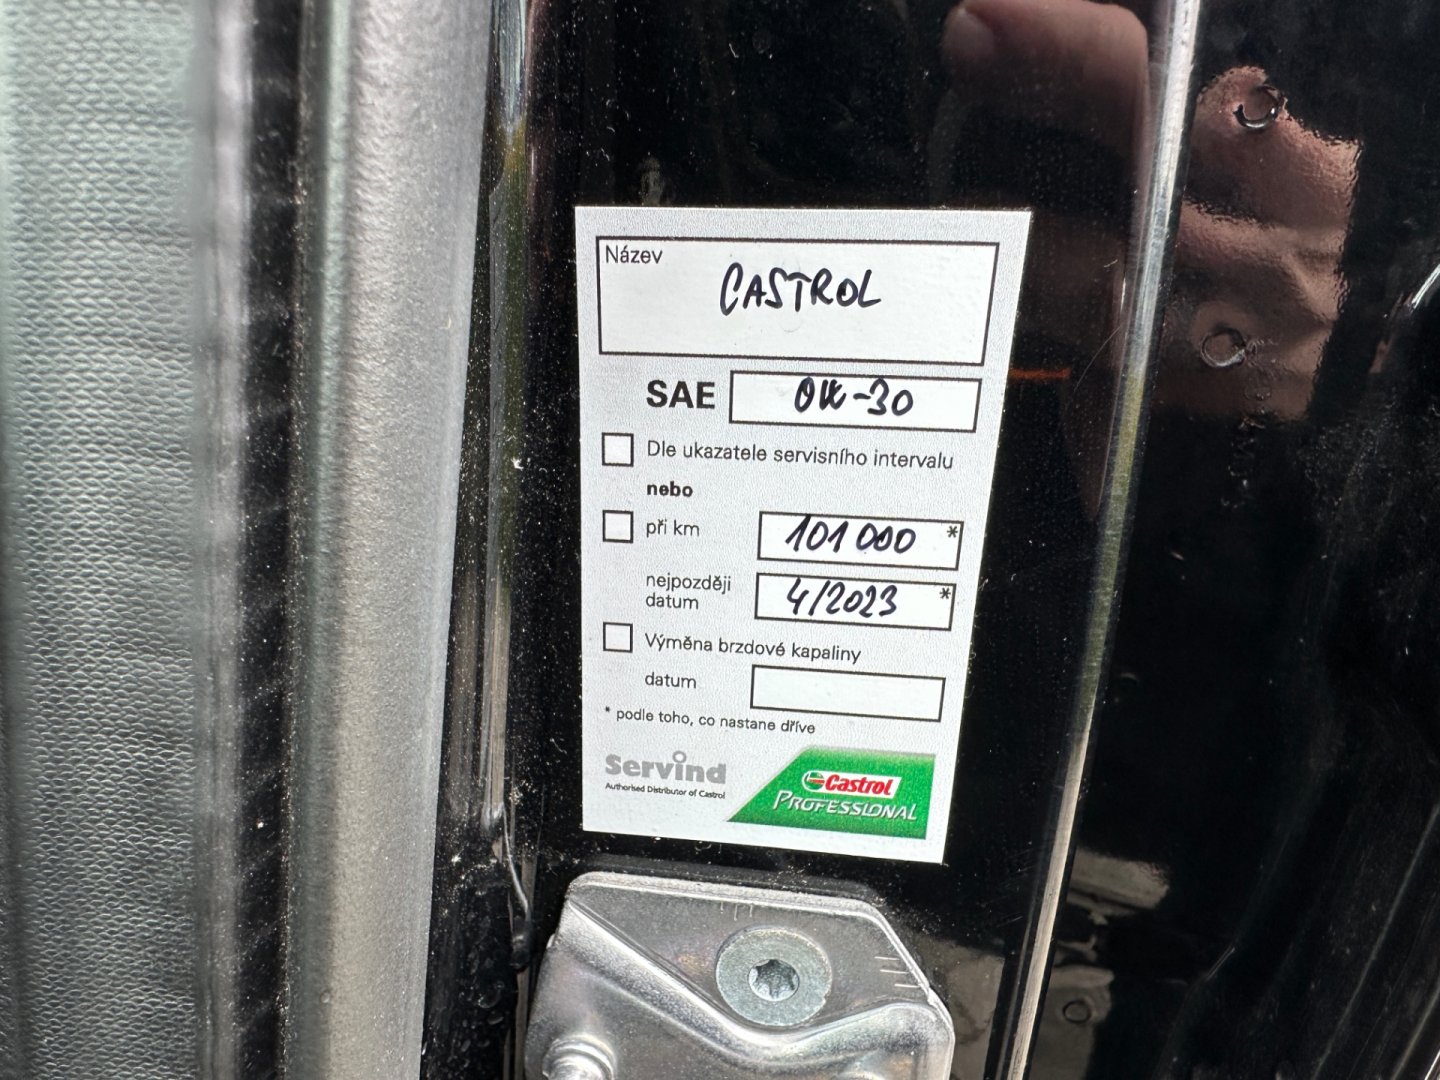 Název
CASTROL
SAE 0W-30
Dle ukazatele servisního intervalu
nebo
při km 101 000 *
nejpozději
datum 4/2023 *
Výměna brzdové kapaliny
datum
* podle toho, co nastane dříve
Servind
Authorised Distributor of Castrol
Castrol
PROFESSIONAL